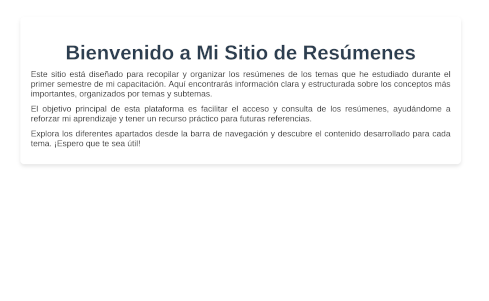 Bienvenido a Mi Sitio de Resúmenes
Este sitio está diseñado para recopilar y organizar los resúmenes de los temas que he estudiado durante el
primer semestre de mi capacitación. Aquí encontrarás información clara y estructurada sobre los conceptos más
importantes, organizados por temas y subtemas.
El objetivo principal de esta plataforma es facilitar el acceso y consulta de los resúmenes, ayudándome a
reforzar mi aprendizaje y tener un recurso práctico para futuras referencias.
Explora los diferentes apartados desde la barra de navegación y descubre el contenido desarrollado para cada
tema. ¡Espero que te sea útil!